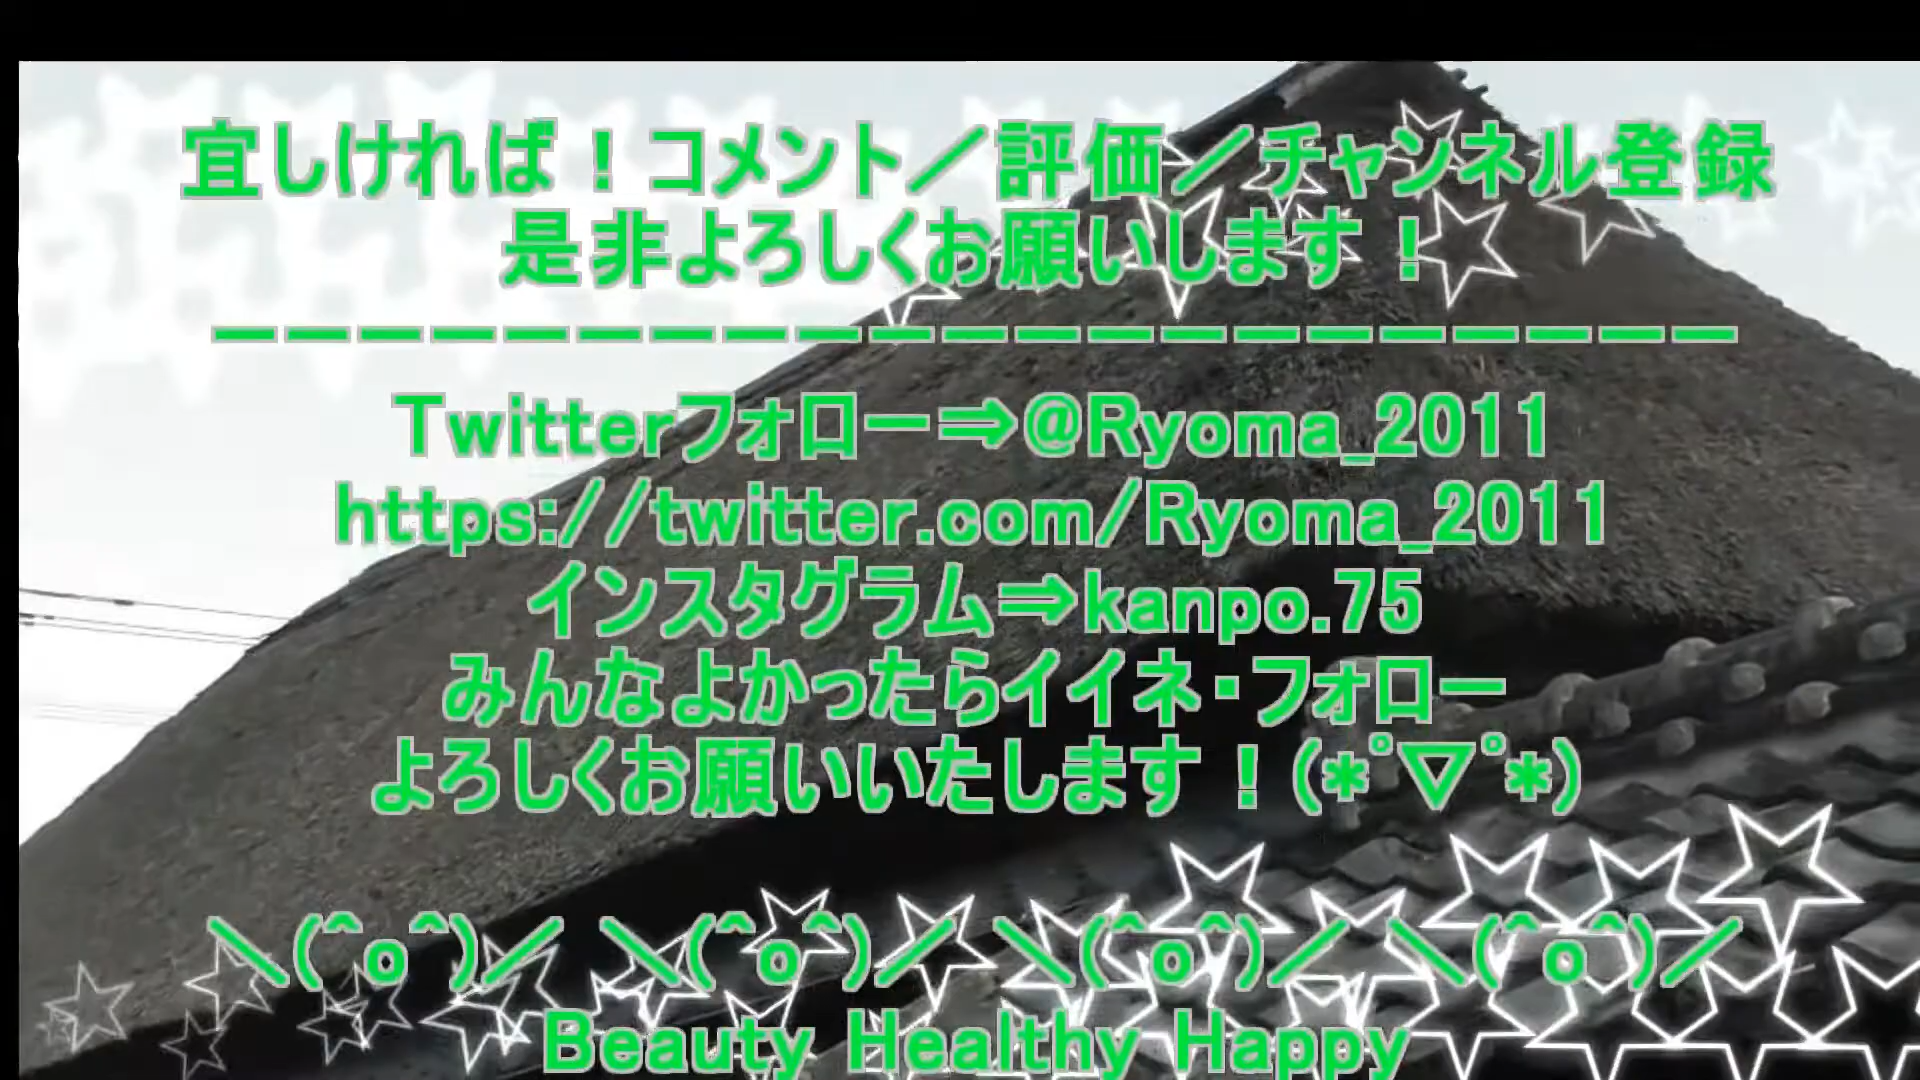 宜しければ！コメント／評価／チャンネル登録
是非よろしくお願いします！
ーーーーーーーーーーーーーーーーーーーーー
Twitterフォロー⇒@Ryoma_2011
https://twitter.com/Ryoma_2011
インスタグラム⇒kanpo.75
みんなよかったらイイネ・フォロー
よろしくお願いいたします！(*ﾟ▽ﾟ*)
＼(^o^)／ ＼(^o^)／ ＼(^o^)／ ＼(^o^)／
Beauty Healthy Happy